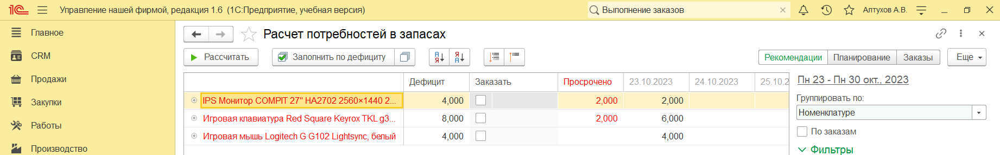 1С Управление нашей фирмой, редакция 1.6 (1С:Предприятие, учебная версия) Выполнение заказов Алтухов А.В.
Главное
CRM
Продажи
Закупки
Работы
Производство
Расчет потребностей в запасах
Рассчитать Заполнить по дефициту А Я Я А Рекомендации Планирование Заказы Еще
Дефицит Заказать Просрочено 23.10.2023 24.10.2023 25.10.2
IPS Монитор COMPIT 27" HA2702 2560×1440 2... 4,000 2,000 2,000
Игровая клавиатура Red Square Keyrox TKL g3... 8,000 2,000 6,000
Игровая мышь Logitech G G102 Lightsync, белый 4,000 4,000
Пн 23 - Пн 30 окт., 2023
Группировать по:
Номенклатуре
По заказам
Фильтры